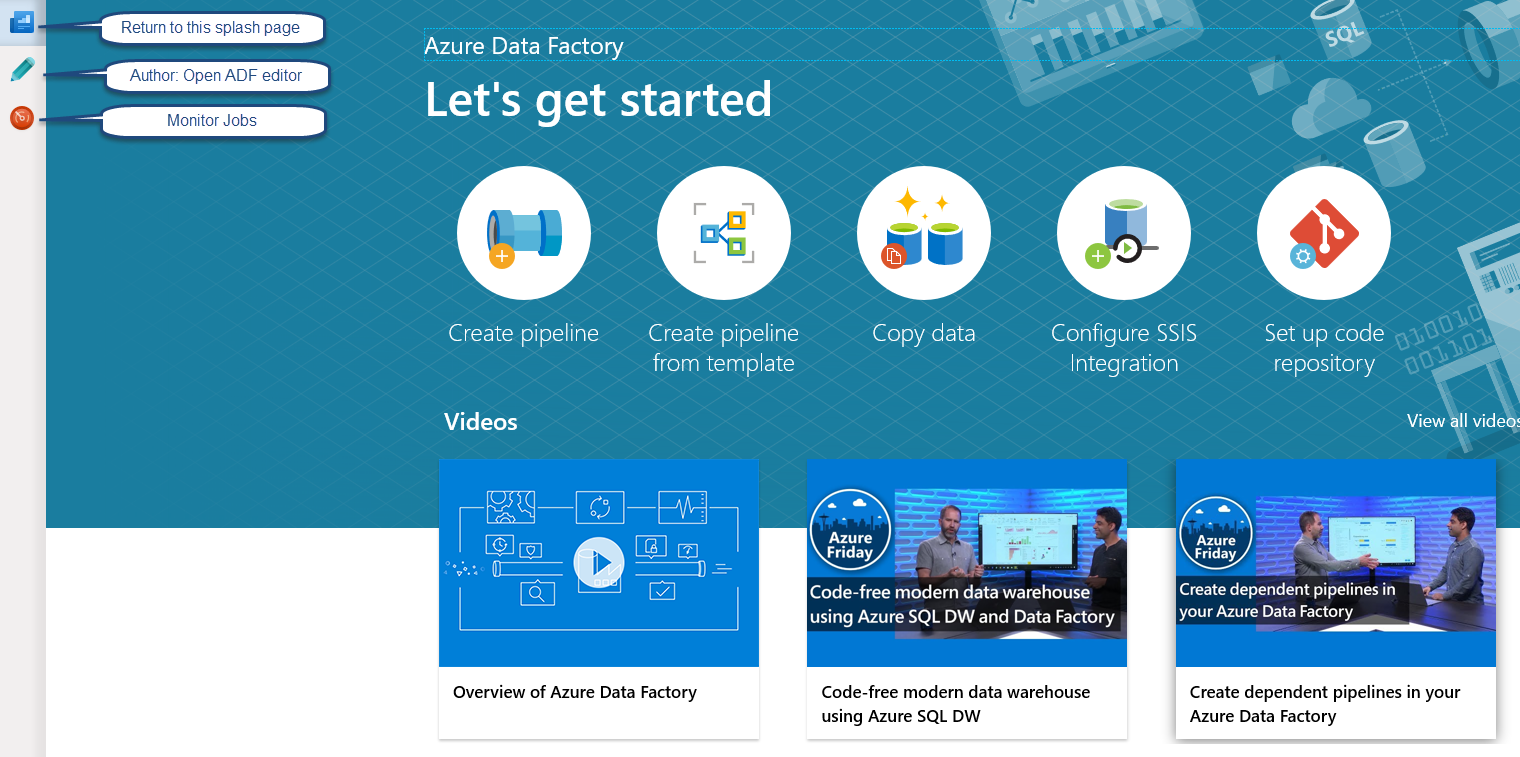 Return to this splash page
Author: Open ADF editor
Monitor Jobs
Azure Data Factory
Let's get started
SQL
Create pipeline
Create pipeline
from template
Copy data
Configure SSIS
Integration
Set up code
repository
Videos
View all videos
Azure
Friday
Code-free modern data warehouse
using Azure SQL DW and Data Factory
Azure
Friday
Create dependent pipelines in
your Azure Data Factory
Overview of Azure Data Factory
Code-free modern data warehouse
using Azure SQL DW
Create dependent pipelines in your
Azure Data Factory